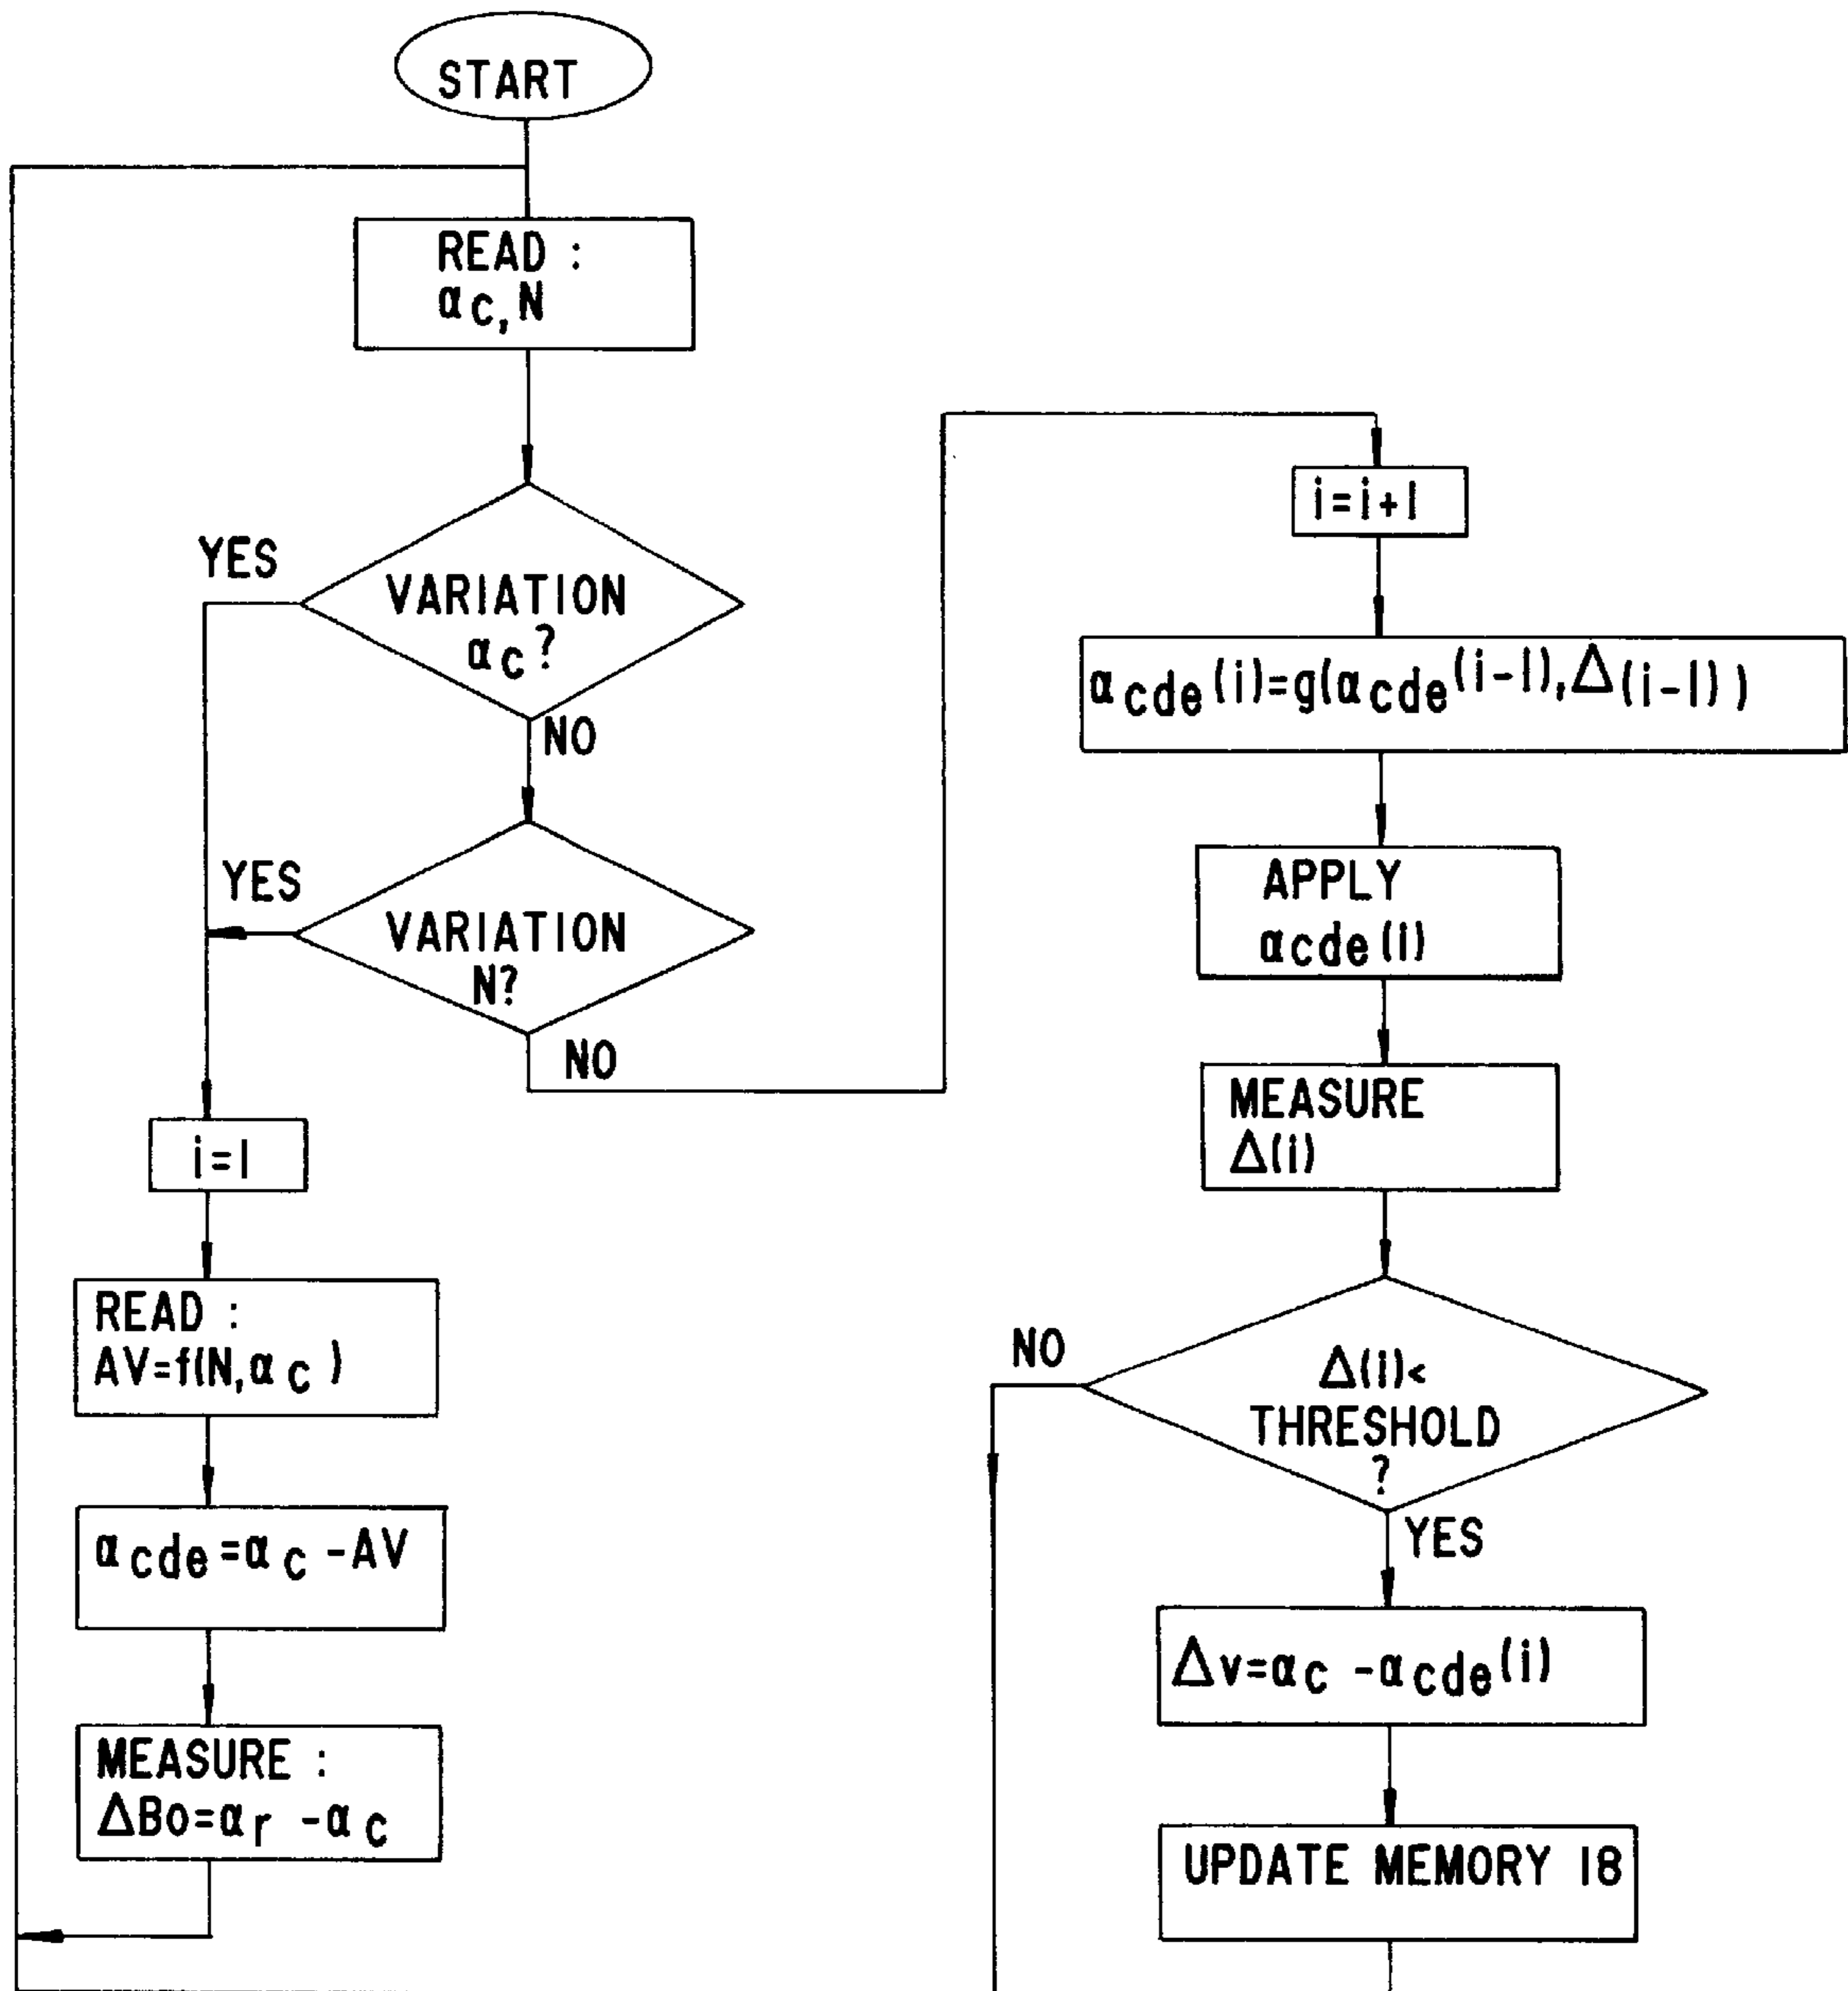 START
READ :
αc, N
YES
VARIATION
αc?
NO
YES
VARIATION
N?
NO
i=1
READ :
AV=f(N,αc)
αcde=αc -AV
MEASURE :
ΔBo=αr -αc
i=i+1
αcde(i)=g(αcde(i-1),Δ(i-1))
APPLY
αcde(i)
MEASURE
Δ(i)
NO
Δ(i)<
THRESHOLD
?
YES
Δv=αc -αcde(i)
UPDATE MEMORY 18